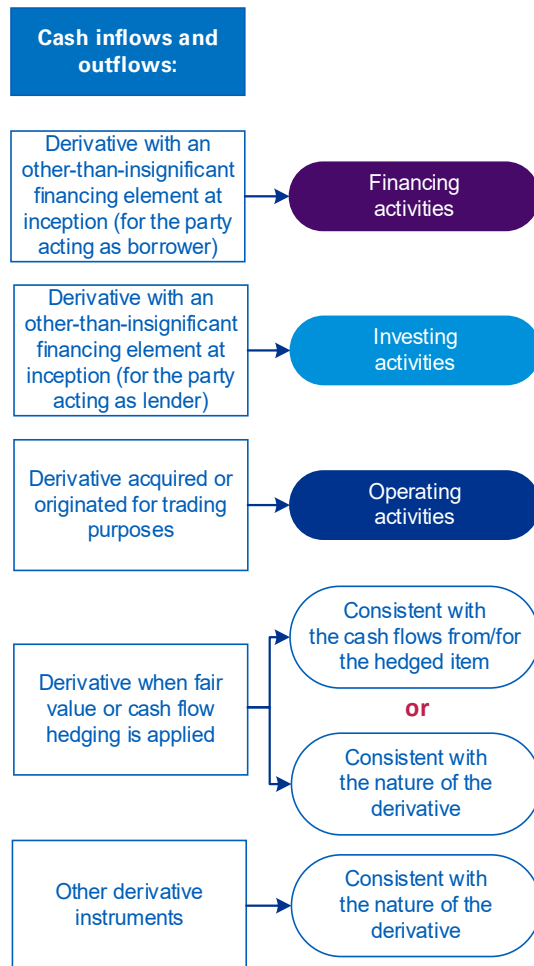 Cash inflows and
outflows:
Derivative with an
other-than-insignificant
financing element at
inception (for the party
acting as borrower)
Financing
activities
Derivative with an
other-than-insignificant
financing element at
inception (for the party
acting as lender)
Investing
activities
Derivative acquired or
originated for trading
purposes
Operating
activities
Derivative when fair
value or cash flow
hedging is applied
Consistent with
the cash flows from/for
the hedged item
or
Consistent with
the nature of the
derivative
Other derivative
instruments
Consistent with
the nature of the
derivative